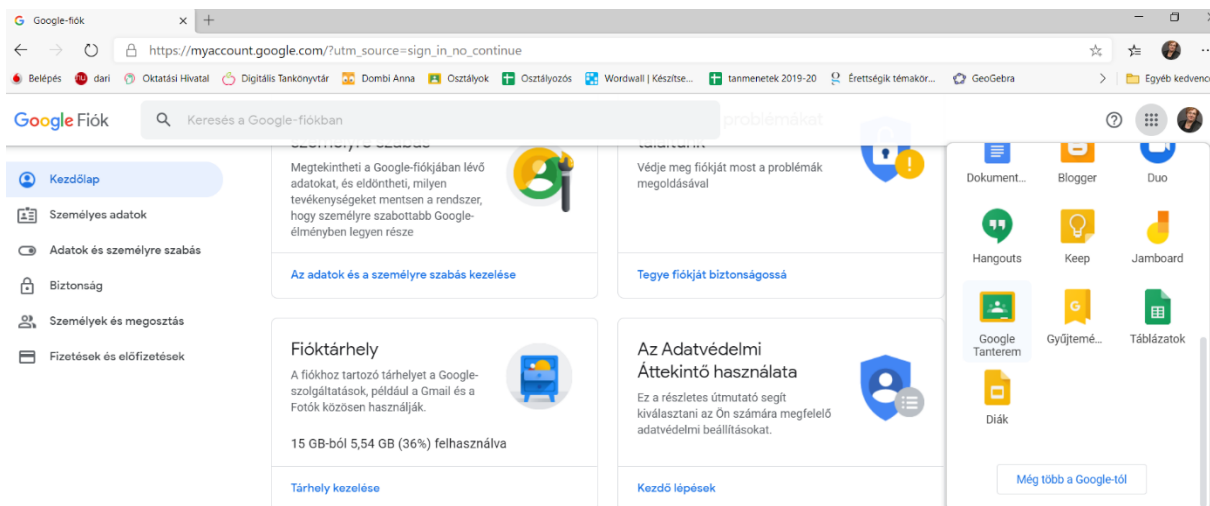 Google-fiók
https://myaccount.google.com/?utm_source=sign_in_no_continue
Belépés
dari
Oktatási Hivatal
Digitális Tankönyvtár
Dombi Anna
Osztályok
Osztályozós
Wordwall | Készítse...
tanmenetek 2019-20
Érettségik témakör...
GeoGebra
Egyéb kedvenc
Google Fiók
Keresés a Google-fiókban
problémákat
Kezdőlap
Személyes adatok
Adatok és személyre szabás
Biztonság
Személyek és megosztás
Fizetések és előfizetések
személyre szabás
Megtekintheti a Google-fiókjában lévő
adatokat, és eldöntheti, milyen
tevékenységeket mentsen a rendszer,
hogy személyre szabottabb Google-
élményben legyen része
Az adatok és a személyre szabás kezelése
találtunk
Védje meg fiókját most a problémák
megoldásával
Tegye fiókját biztonságossá
Fióktárhely
A fiókhoz tartozó tárhelyet a Google-
szolgáltatások, például a Gmail és a
Fotók közösen használják.
15 GB-ból 5,54 GB (36%) felhasználva
Tárhely kezelése
Az Adatvédelmi
Áttekintő használata
Ez a részletes útmutató segít
kiválasztani az Ön számára megfelelő
adatvédelmi beállításokat.
Kezdő lépések
Dokument...
Blogger
Duo
Hangouts
Keep
Jamboard
Google
Tanterem
Gyűjtemé...
Táblázatok
Diák
Még több a Google-tól